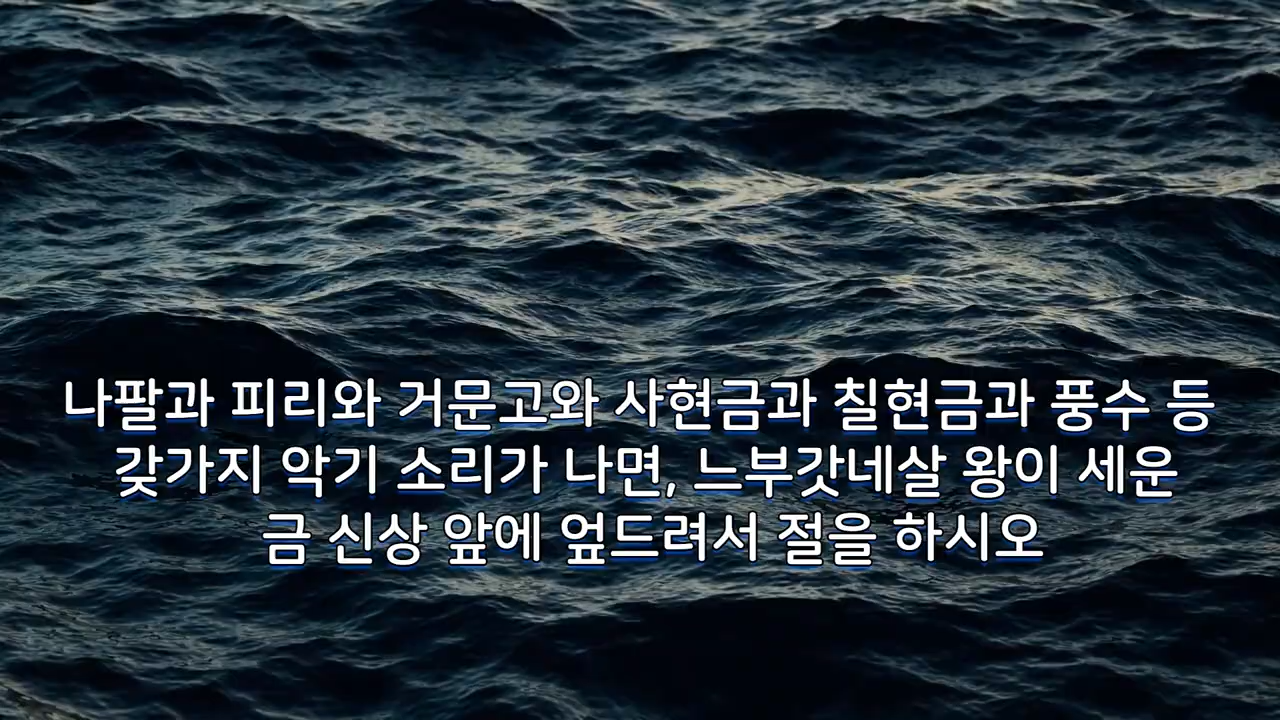 나팔과 피리와 거문고와 사현금과 칠현금과 풍수 등
갖가지 악기 소리가 나면, 느부갓네살 왕이 세운
금 신상 앞에 엎드려서 절을 하시오